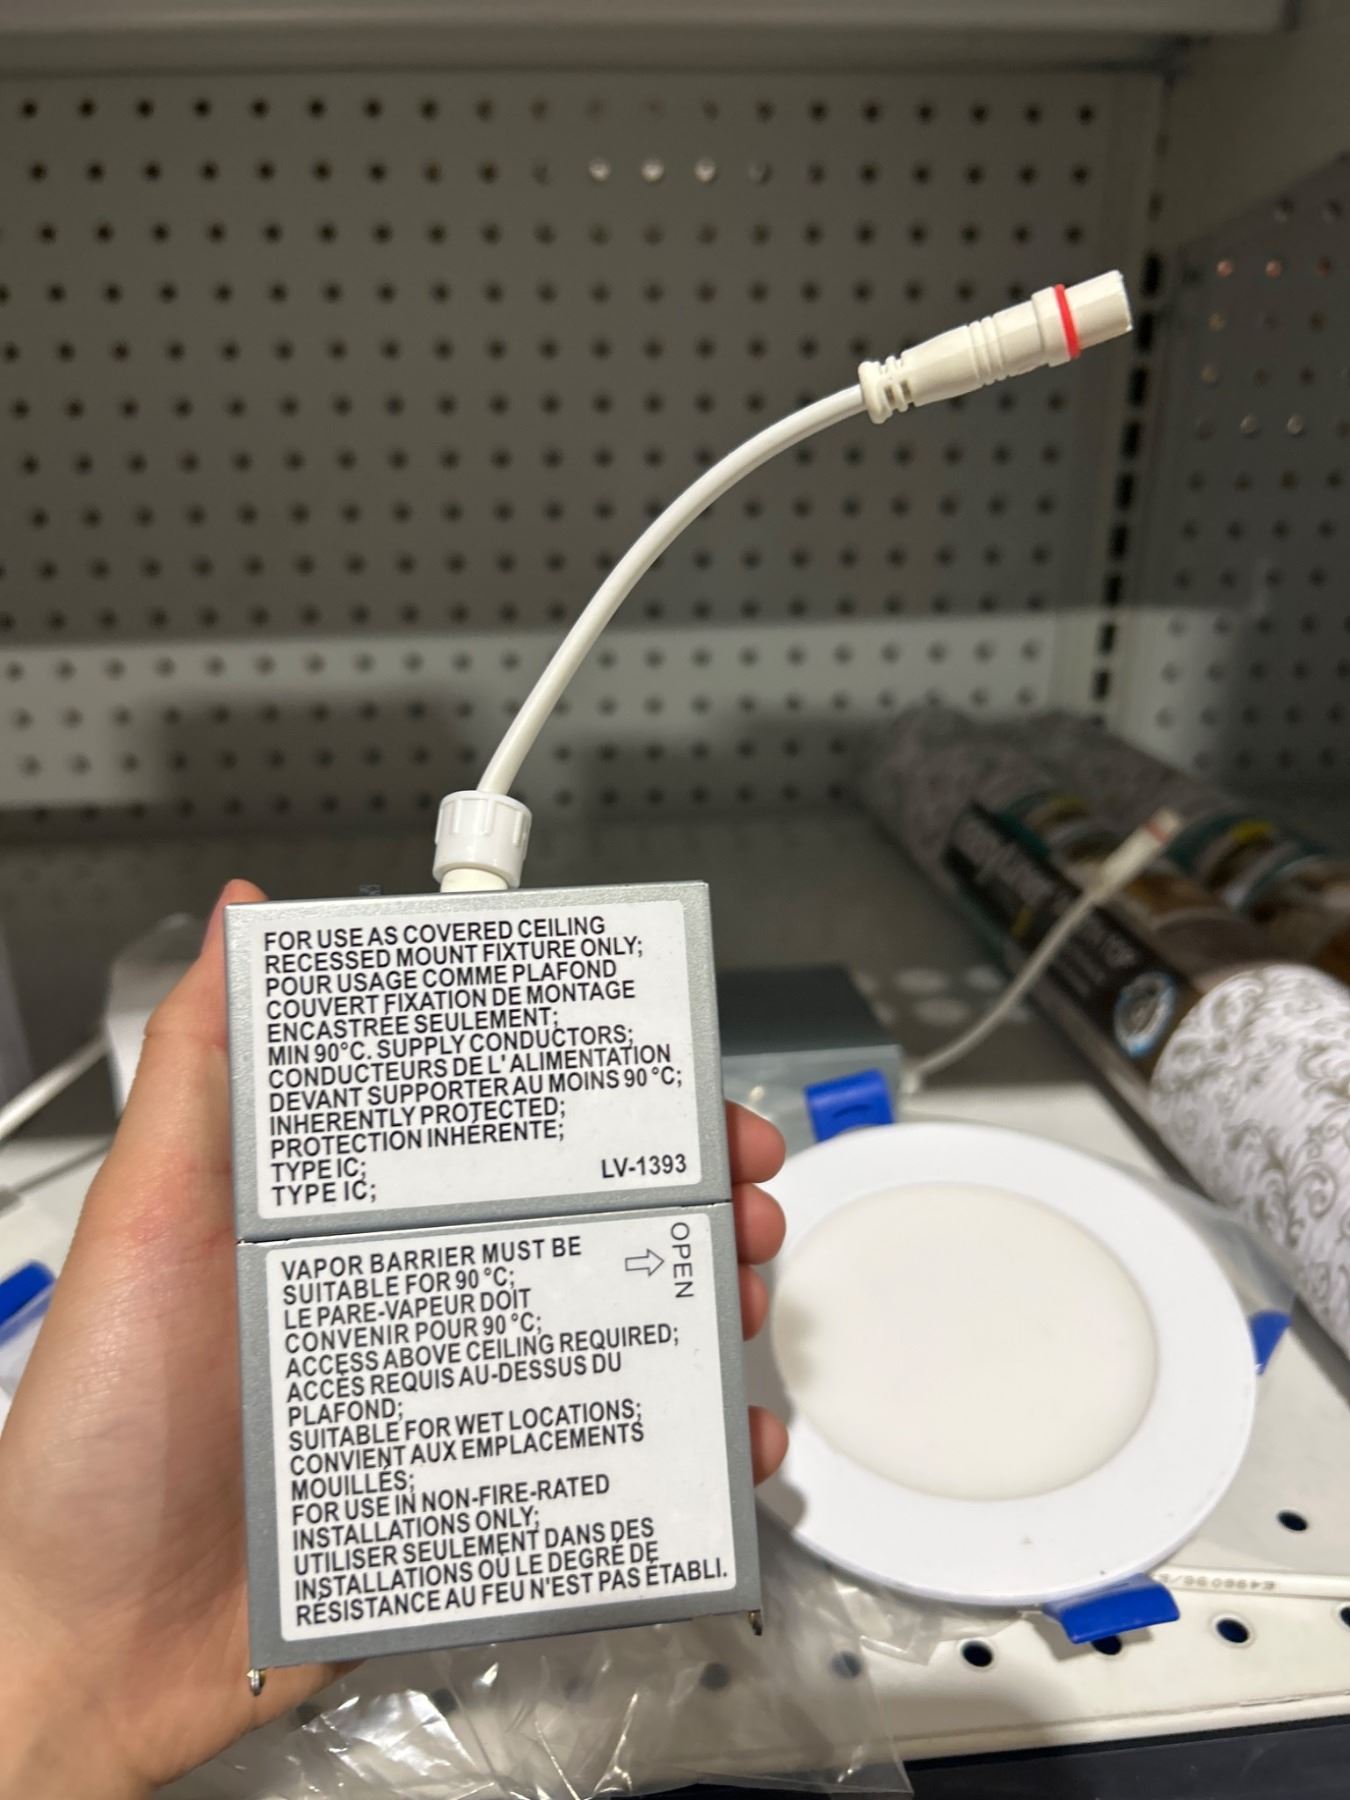 FOR USE AS COVERED CEILING
RECESSED MOUNT FIXTURE ONLY;
POUR USAGE COMME PLAFOND
COUVERT FIXATION DE MONTAGE
ENCASTRÉE SEULEMENT;
MIN 90°C. SUPPLY CONDUCTORS;
CONDUCTEURS DE L'ALIMENTATION
DEVANT SUPPORTER AU MOINS 90°C;
INHERENTLY PROTECTED;
PROTECTION INHÉRENTE;
TYPE IC;
TYPE IC;
LV-1393
VAPOR BARRIER MUST BE
SUITABLE FOR 90°C;
LE PARE-VAPEUR DOIT
CONVENIR POUR 90°C;
ACCESS ABOVE CEILING REQUIRED;
ACCÈS REQUIS AU-DESSUS DU
PLAFOND;
SUITABLE FOR WET LOCATIONS;
CONVIENT AUX EMPLACEMENTS
MOUILLÉS;
FOR USE IN NON-FIRE-RATED
INSTALLATIONS ONLY;
UTILISER SEULEMENT DANS DES
INSTALLATIONS OÙ LE DEGRÉ DE
RÉSISTANCE AU FEU N'EST PAS ÉTABLI.
OPEN